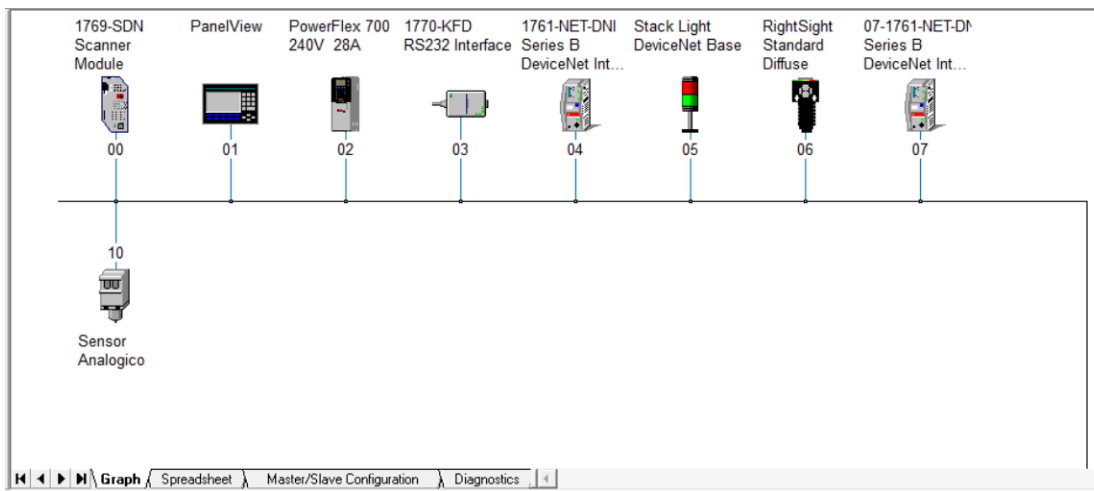 1769-SDN
Scanner
Module
PanelView
PowerFlex 700
240V 28A
1770-KFD
RS232 Interface
1761-NET-DNI
Series B
DeviceNet Int...
Stack Light
DeviceNet Base
RightSight
Standard
Diffuse
07-1761-NET-DN
Series B
DeviceNet Int...
00
01
02
03
04
05
06
07
10
Sensor
Analogico
Graph Spreadsheet Master/Slave Configuration Diagnostics